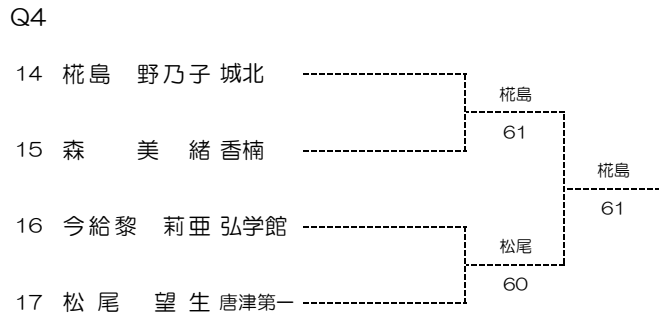 Q4
14 椛島 野乃子 城北
椛島
61
15 森 美緒 香楠
椛島
61
16 今給黎 莉亜 弘学館
松尾
60
17 松尾 望生 唐津第一